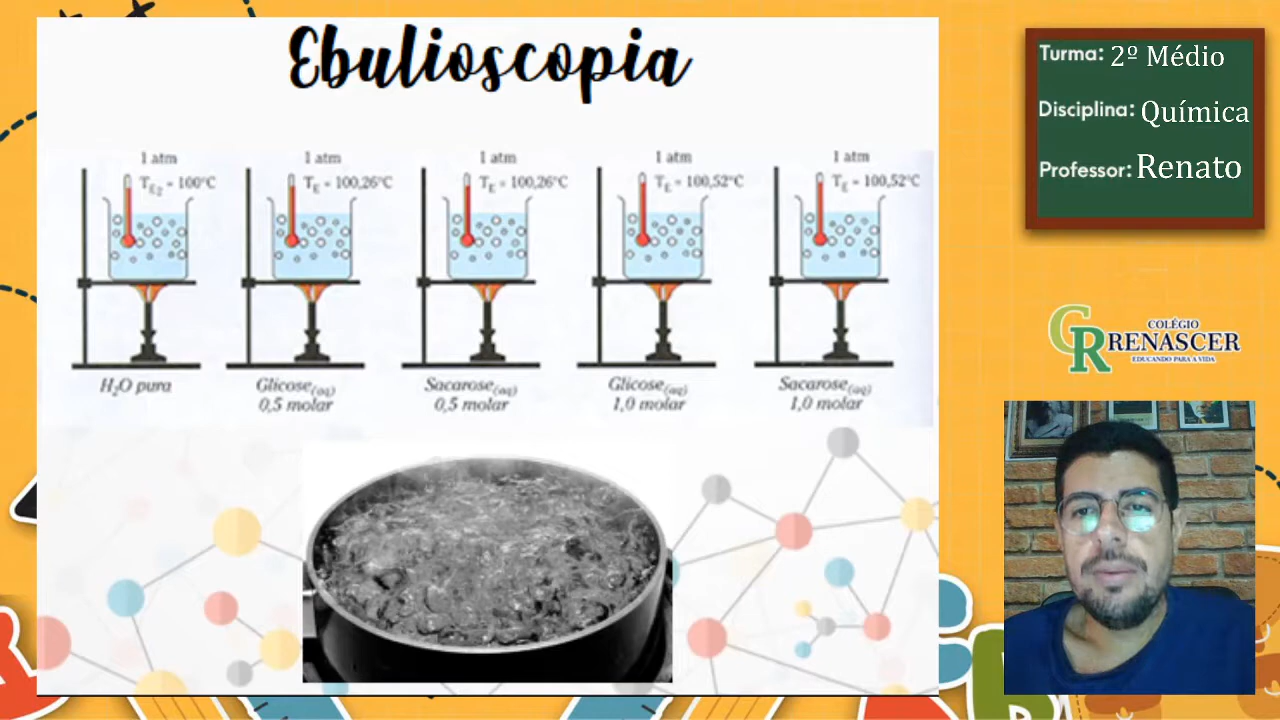 Ebulioscopia
1 atm
T_E2 = 100°C
H₂O pura
1 atm
T_E = 100,26°C
Glicose(aq)
0,5 molar
1 atm
T_E = 100,26°C
Sacarose(aq)
0,5 molar
1 atm
T_E = 100,52°C
Glicose(aq)
1,0 molar
1 atm
T_E = 100,52°C
Sacarose(aq)
1,0 molar
Turma: 2º Médio
Disciplina: Química
Professor: Renato
CR
COLÉGIO
RENASCER
EDUCANDO PARA A VIDA